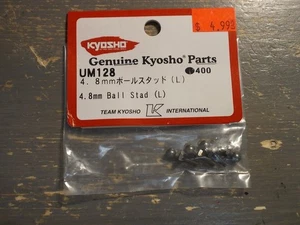 $ 4.99
KYOSHO
Genuine Kyosho Parts
UM128
400
4.8mmボールスタッド(L)
4.8mm Ball Stad (L)
TEAM KYOSHO K INTERNATIONAL